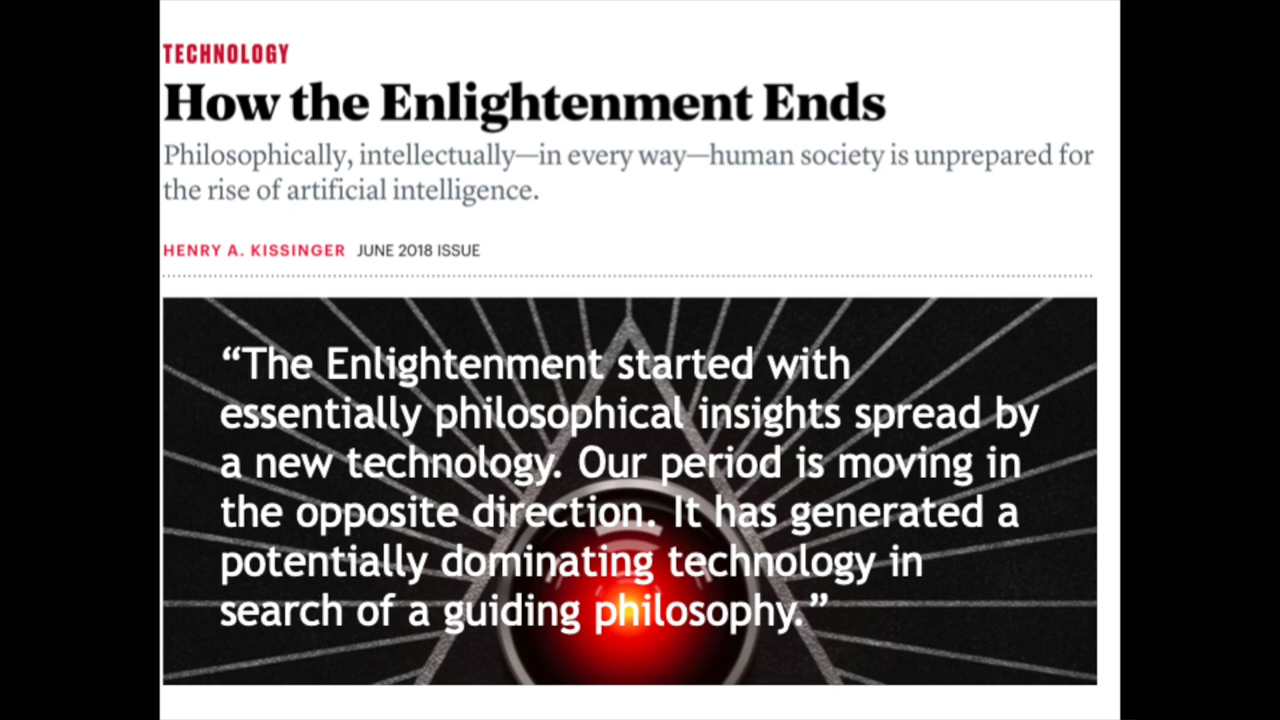 TECHNOLOGY
How the Enlightenment Ends
Philosophically, intellectually—in every way—human society is unprepared for
the rise of artificial intelligence.
HENRY A. KISSINGER JUNE 2018 ISSUE
“The Enlightenment started with
essentially philosophical insights spread by
a new technology. Our period is moving in
the opposite direction. It has generated a
potentially dominating technology in
search of a guiding philosophy.”